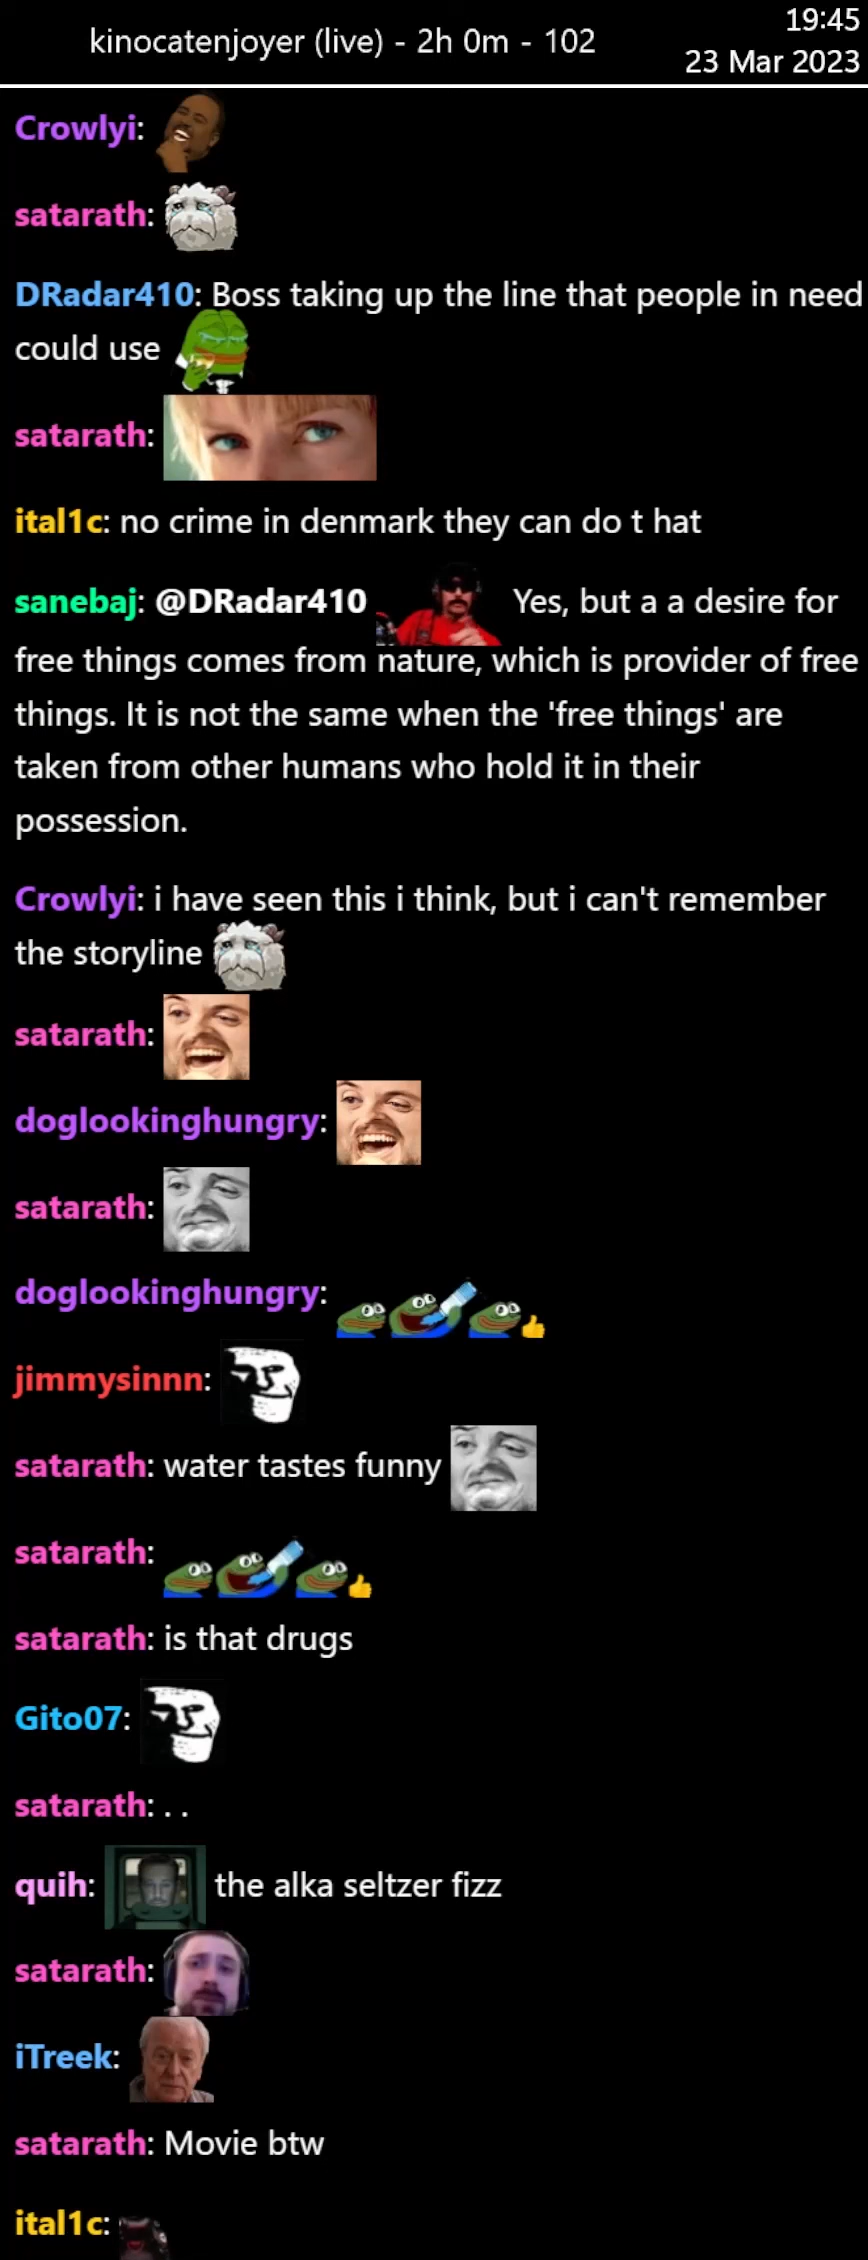 kinocatenjoyer (live) - 2h 0m - 102
19:45
23 Mar 2023
Crowlyi:
satarath:
DRadar410: Boss taking up the line that people in need
could use
satarath:
ital1c: no crime in denmark they can do t hat
sanebaj: @DRadar410 Yes, but a a desire for
free things comes from nature, which is provider of free
things. It is not the same when the 'free things' are
taken from other humans who hold it in their
possession.
Crowlyi: i have seen this i think, but i can't remember
the storyline
satarath:
doglookinghungry:
satarath:
doglookinghungry:
jimmysinnn:
satarath: water tastes funny
satarath:
satarath: is that drugs
Gito07:
satarath: . .
quih: the alka seltzer fizz
satarath:
iTreek:
satarath: Movie btw
ital1c: